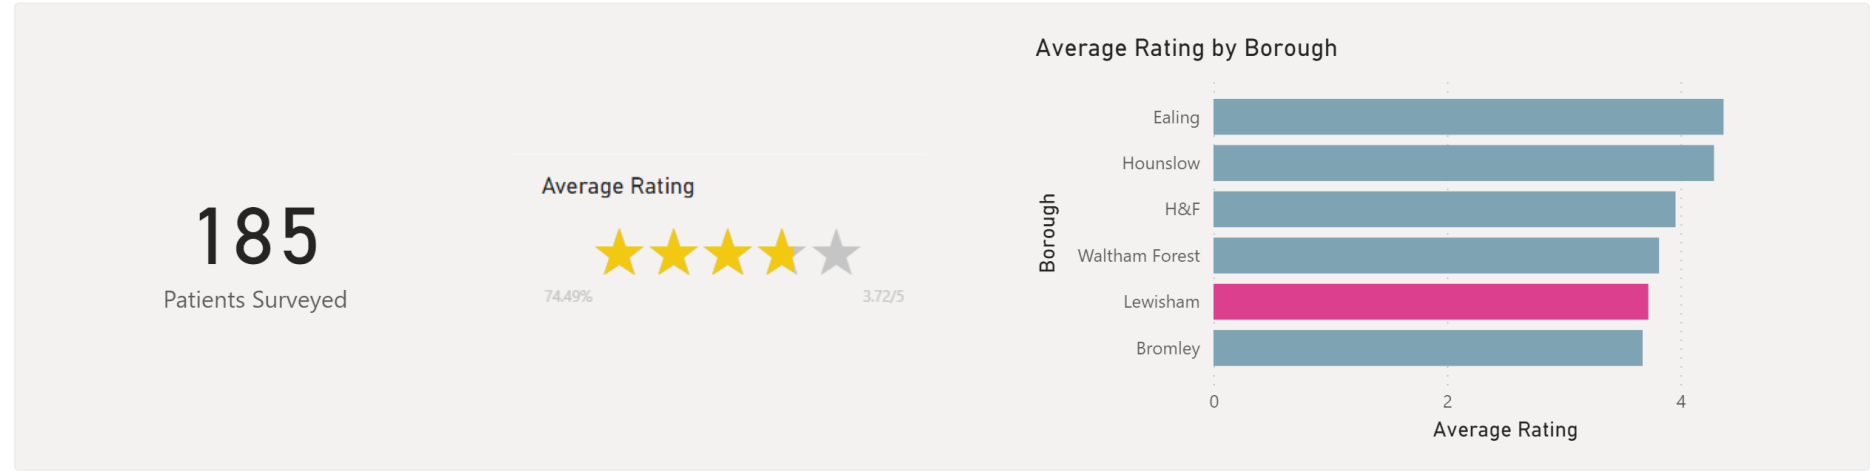 185
Patients Surveyed
Average Rating
74.49%
3.72/5
Average Rating by Borough
Borough
Ealing
Hounslow
H&F
Waltham Forest
Lewisham
Bromley
0
2
4
Average Rating